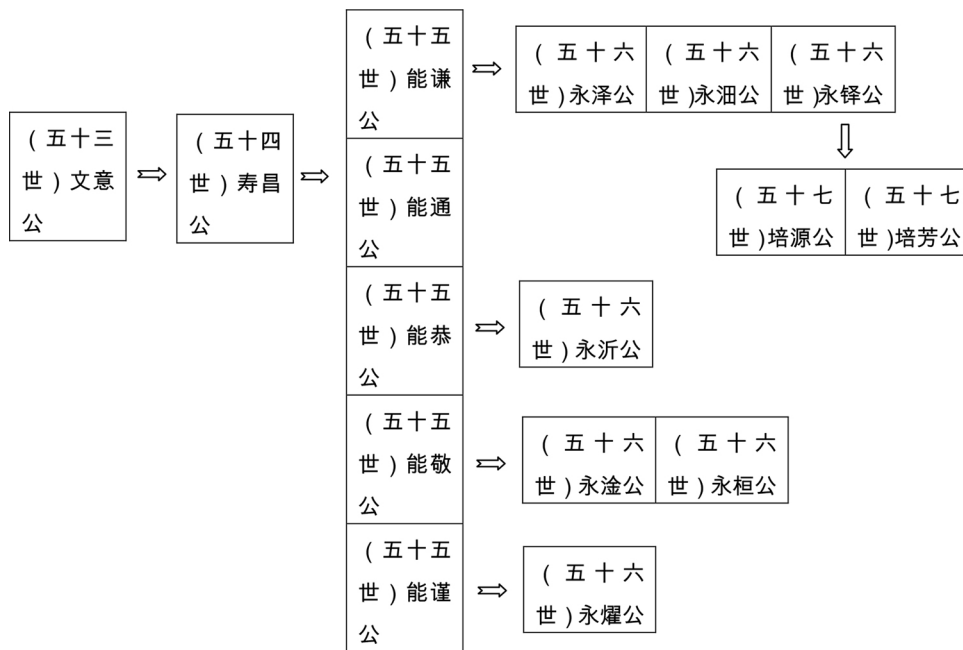 （五十三
世）文意
公
（五十四
世）寿昌
公
（五十五
世）能谦
公
（五十五
世）能通
公
（五十五
世）能恭
公
（五十五
世）能敬
公
（五十五
世）能谨
公
（五十六
世）永泽公
（五十六
世）永沺公
（五十六
世）永铎公
（五十七
世）培源公
（五十七
世）培芳公
（五十六
世）永沂公
（五十六
世）永淦公
（五十六
世）永桓公
（五十六
世）永燿公